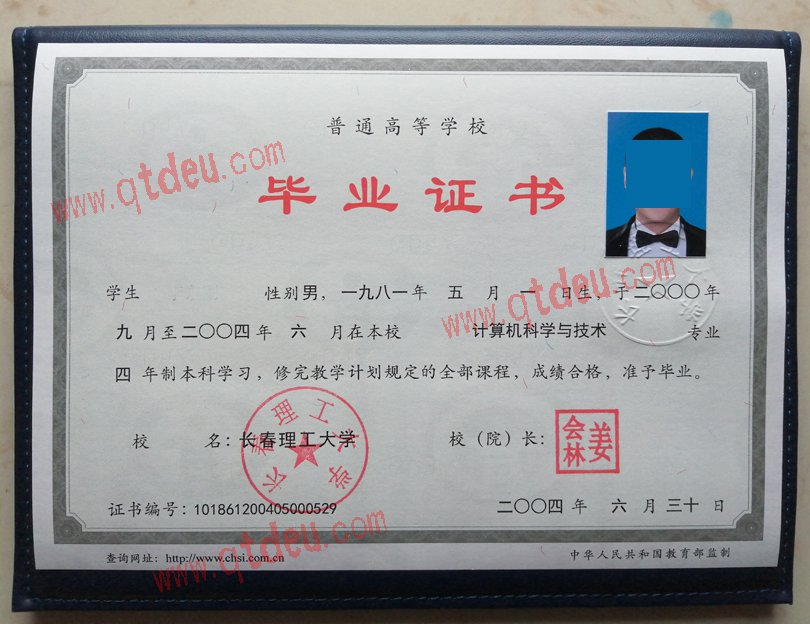 普通高等学校
毕业证书
www.qtdeu.com
学生 性别男，一九八一年 五 月 一 日生，于二〇〇〇年
www.qtdeu.com
九 月至二〇〇四年 六 月在本校 计算机科学与技术 专业
四 年制本科学习，修完教学计划规定的全部课程，成绩合格，准予毕业。
校 名：长春理工大学 校（院）长：
长春理工大学
姜会林
证书编号：101861200405000529 二〇〇四年 六 月 三十 日
www.qtdeu.com
查询网址：http://www.chsi.com.cn 中华人民共和国教育部监制